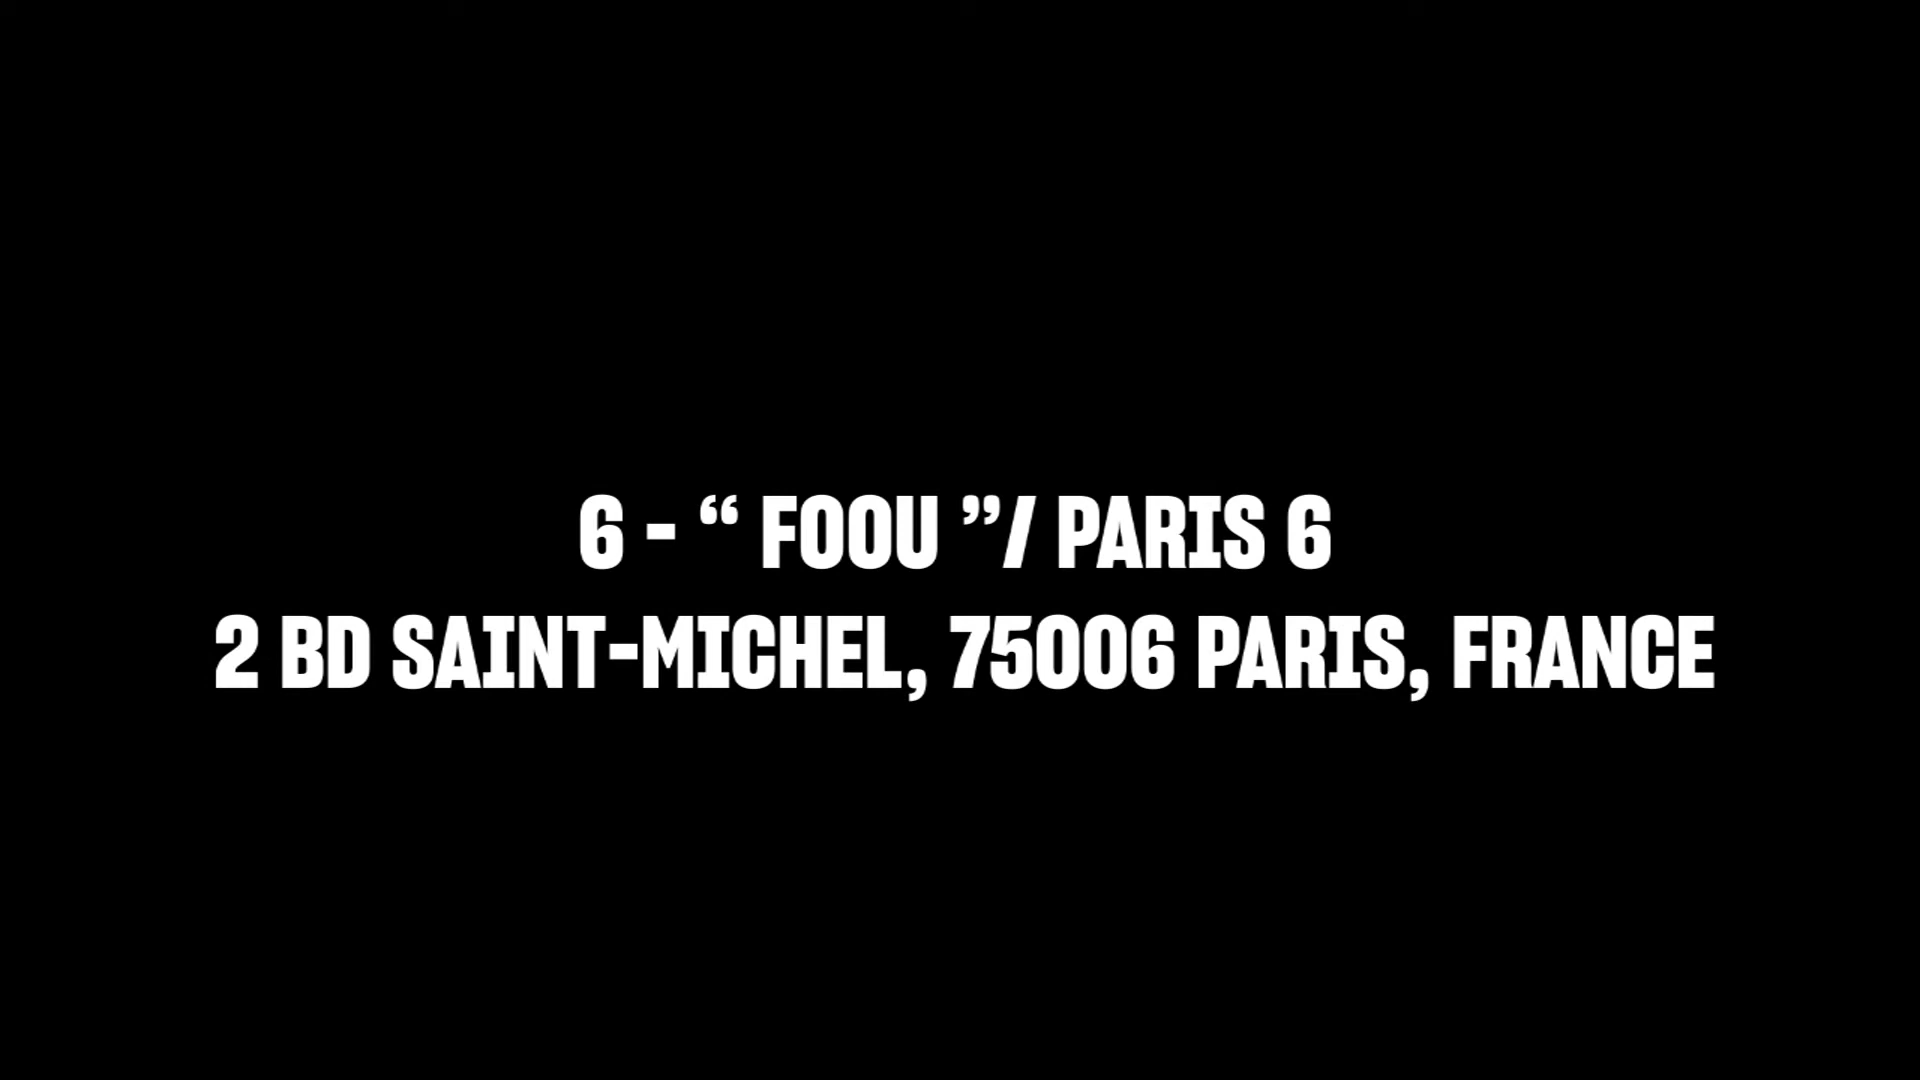 6 - “ FOOU ”/ PARIS 6
2 BD SAINT-MICHEL, 75006 PARIS, FRANCE